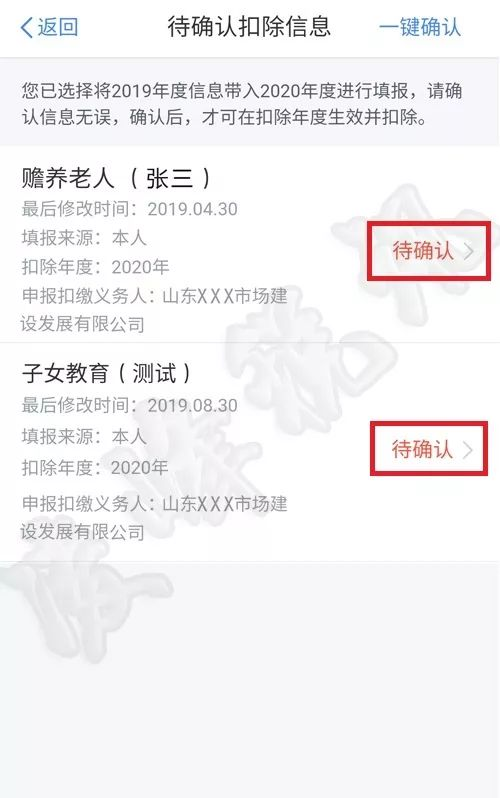 返回
待确认扣除信息
一键确认
您已选择将2019年度信息带入2020年度进行填报，请确
认信息无误，确认后，才可在扣除年度生效并扣除。
赡养老人（张三）
最后修改时间：2019.04.30
填报来源：本人
待确认
扣除年度：2020年
申报扣缴义务人：山东XXX市场建
设发展有限公司
子女教育（测试）
最后修改时间：2019.08.30
填报来源：本人
待确认
扣除年度：2020年
申报扣缴义务人：山东XXX市场建
设发展有限公司